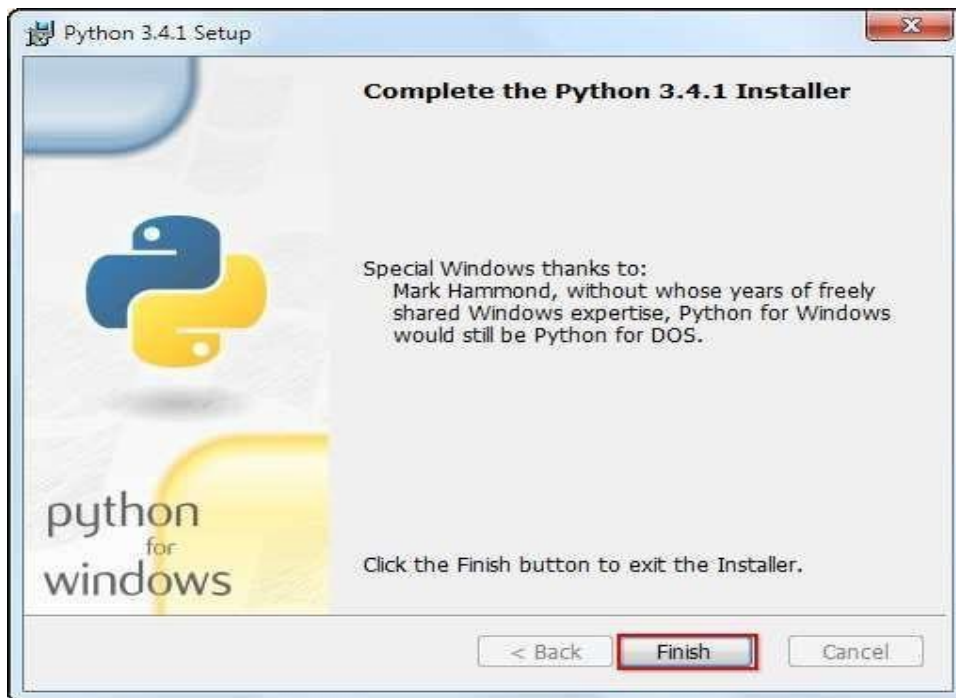 Python 3.4.1 Setup
Complete the Python 3.4.1 Installer
Special Windows thanks to:
Mark Hammond, without whose years of freely
shared Windows expertise, Python for Windows
would still be Python for DOS.
python
for
windows
Click the Finish button to exit the Installer.
< Back
Finish
Cancel